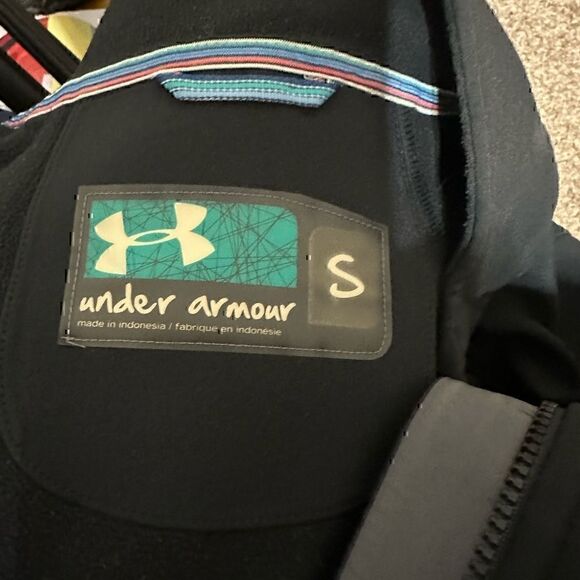 S
under armour
made in indonesia / fabriqué en indonésie